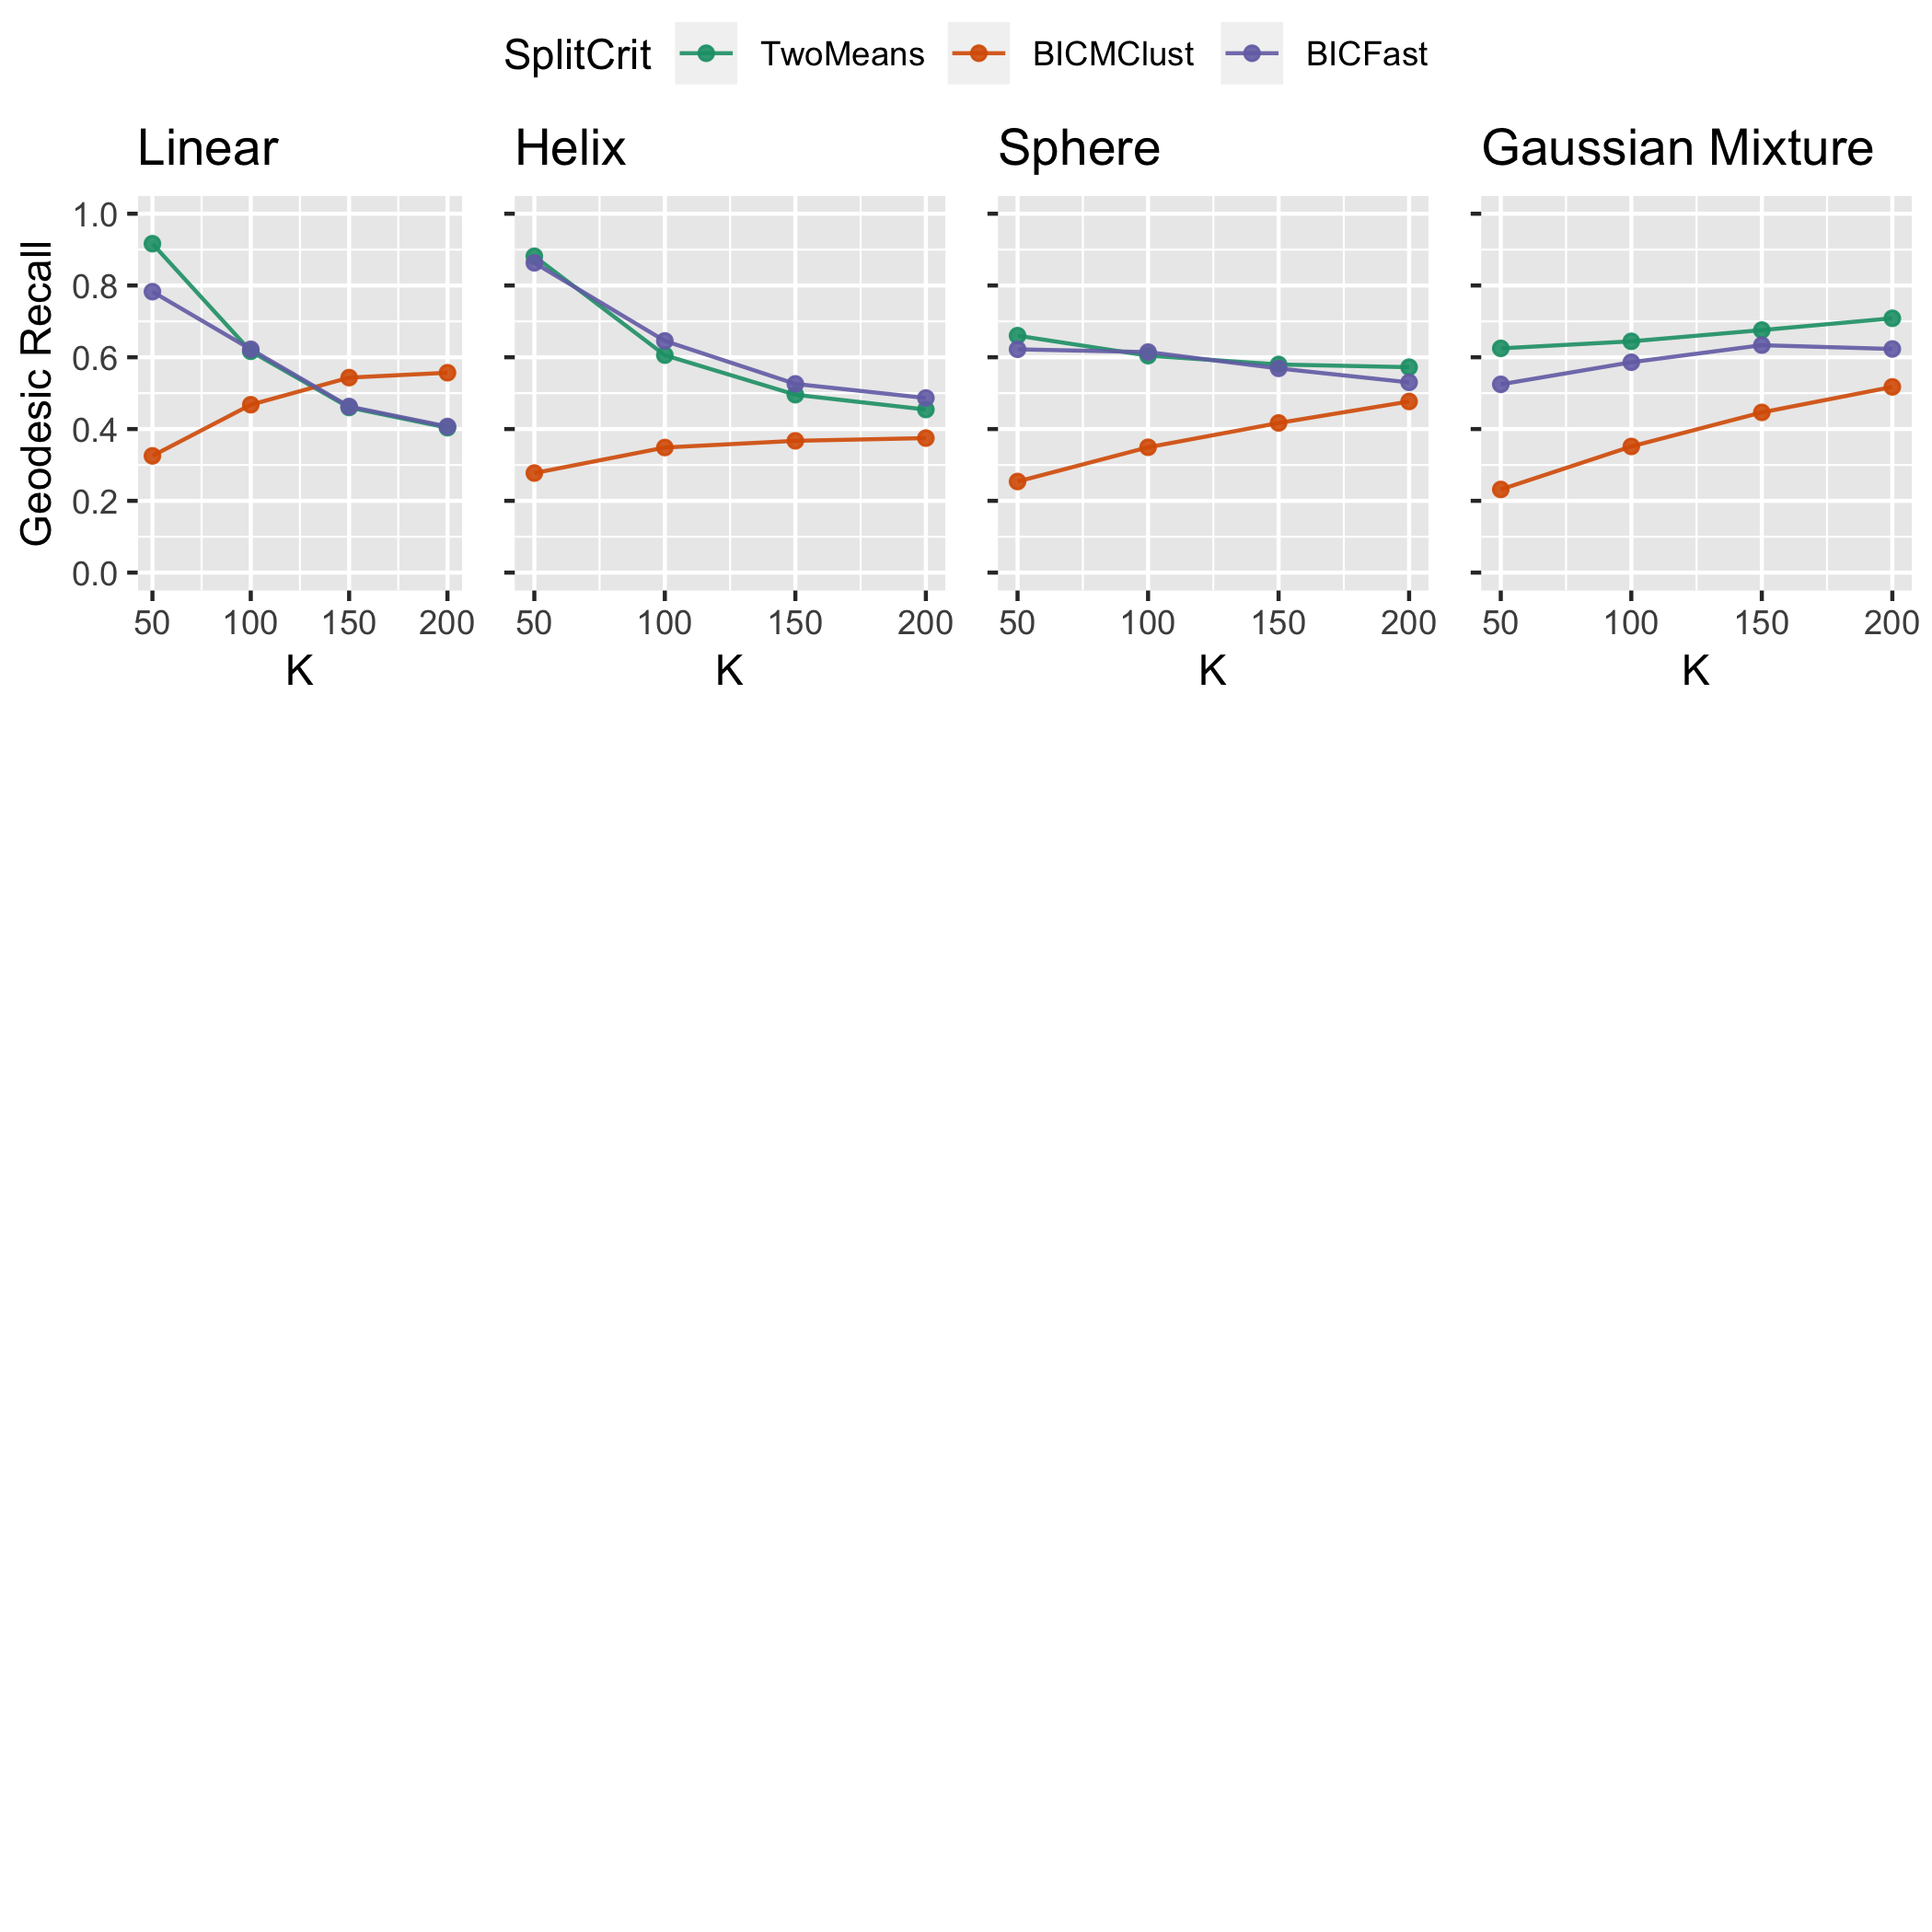 SplitCrit TwoMeans BICMClust BICFast
Linear Helix Sphere Gaussian Mixture
Geodesic Recall
1.0
0.8
0.6
0.4
0.2
0.0
50 100 150 200 50 100 150 200 50 100 150 200 50 100 150 200
K K K K